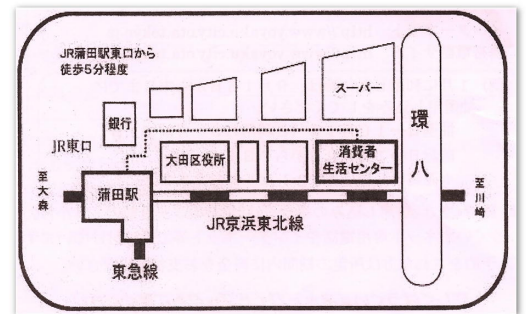 JR蒲田駅東口から
徒歩5分程度
スーパー
銀行
環八
JR東口
大田区役所
消費者
生活センター
至大森
蒲田駅
至川崎
JR京浜東北線
東急線